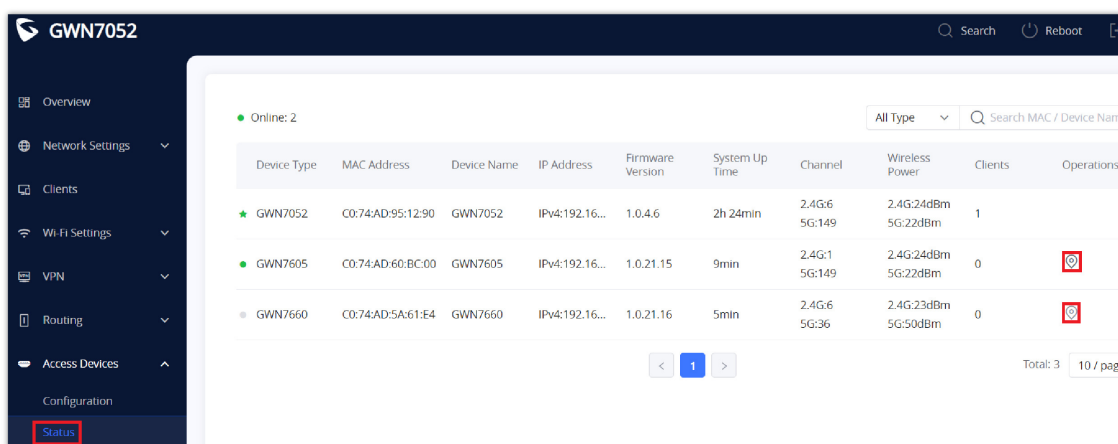 GWN7052
Search
Reboot
Overview
Network Settings
Clients
Wi-Fi Settings
VPN
Routing
Access Devices
Configuration
Status
Online: 2
All Type
Search MAC / Device Nam
Device Type MAC Address Device Name IP Address Firmware Version System Up Time Channel Wireless Power Clients Operations
GWN7052 C0:74:AD:95:12:90 GWN7052 IPv4:192.16... 1.0.4.6 2h 24min 2.4G:6 5G:149 2.4G:24dBm 5G:22dBm 1
GWN7605 C0:74:AD:60:BC:00 GWN7605 IPv4:192.16... 1.0.21.15 9min 2.4G:1 5G:149 2.4G:24dBm 5G:22dBm 0
GWN7660 C0:74:AD:5A:61:E4 GWN7660 IPv4:192.16... 1.0.21.16 5min 2.4G:6 5G:36 2.4G:23dBm 5G:50dBm 0
< 1 >
Total: 3 10 / pag